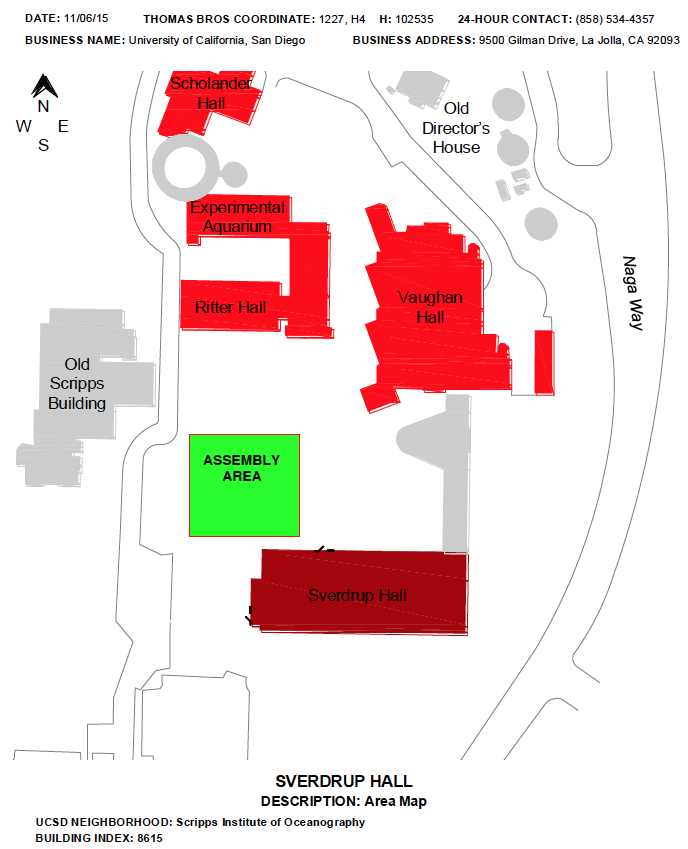 DATE: 11/06/15 THOMAS BROS COORDINATE: 1227, H4 H: 102535 24-HOUR CONTACT: (858) 534-4357
BUSINESS NAME: University of California, San Diego BUSINESS ADDRESS: 9500 Gilman Drive, La Jolla, CA 92093
N
W E
S
Scholander
Hall
Old
Director's
House
Experimental
Aquarium
Naga Way
Ritter Hall
Vaughan
Hall
Old
Scripps
Building
ASSEMBLY
AREA
Sverdrup Hall
SVERDRUP HALL
DESCRIPTION: Area Map
UCSD NEIGHBORHOOD: Scripps Institute of Oceanography
BUILDING INDEX: 8615